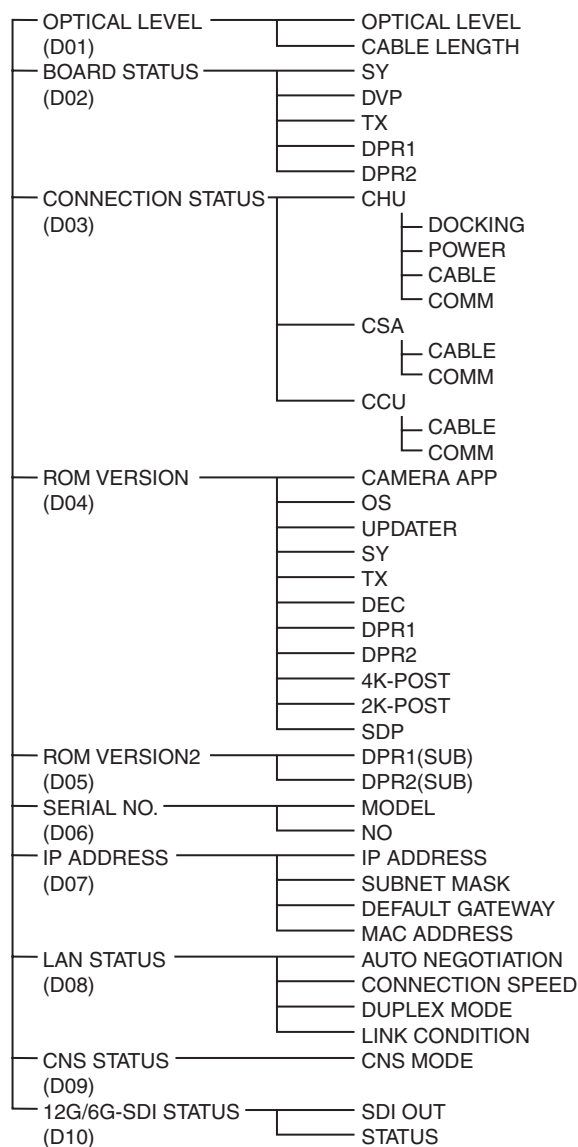 OPTICAL LEVEL OPTICAL LEVEL
(D01) CABLE LENGTH
BOARD STATUS SY
(D02) DVP
TX
DPR1
DPR2
CONNECTION STATUS CHU
(D03) DOCKING
POWER
CABLE
COMM
CSA
CABLE
COMM
CCU
CABLE
COMM
ROM VERSION CAMERA APP
(D04) OS
UPDATER
SY
TX
DEC
DPR1
DPR2
4K-POST
2K-POST
SDP
ROM VERSION2 DPR1(SUB)
(D05) DPR2(SUB)
SERIAL NO. MODEL
(D06) NO
IP ADDRESS IP ADDRESS
(D07) SUBNET MASK
DEFAULT GATEWAY
MAC ADDRESS
LAN STATUS AUTO NEGOTIATION
(D08) CONNECTION SPEED
DUPLEX MODE
LINK CONDITION
CNS STATUS CNS MODE
(D09)
12G/6G-SDI STATUS SDI OUT
(D10) STATUS